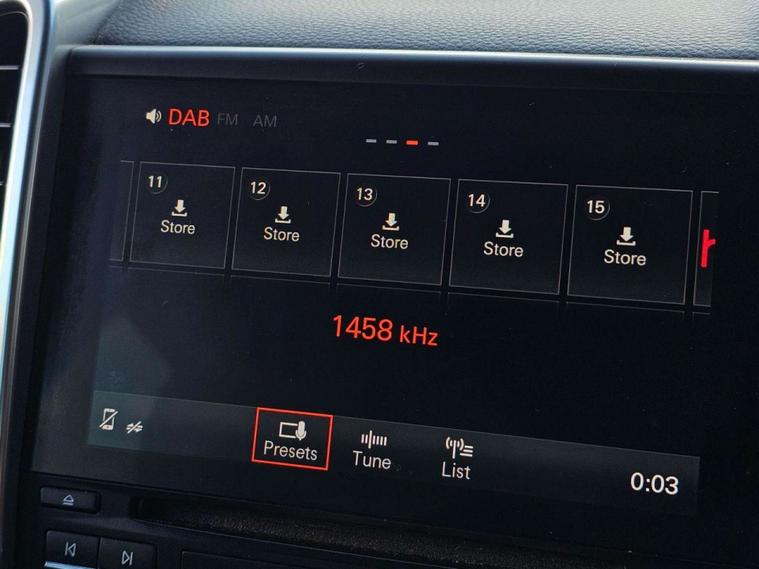 DAB FM AM
11 12 13 14 15
Store Store Store Store Store
1458 kHz
Presets Tune List 0:03